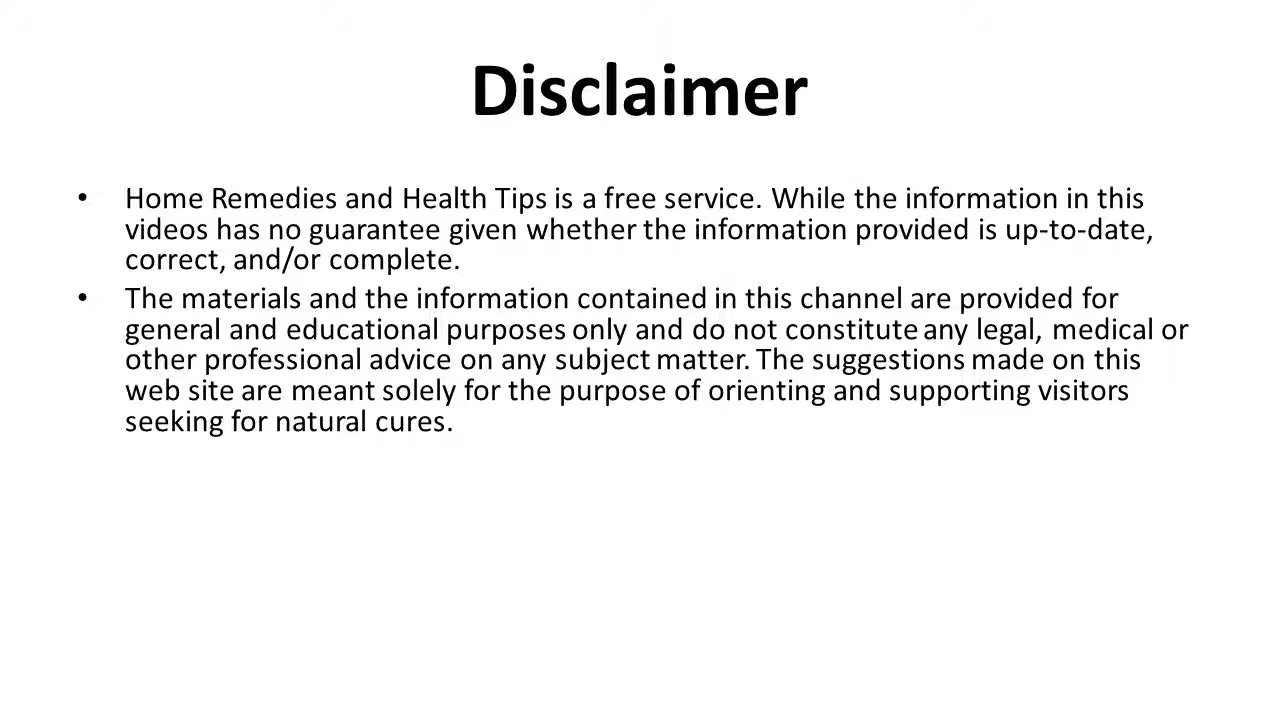 Disclaimer
• Home Remedies and Health Tips is a free service. While the information in this
videos has no guarantee given whether the information provided is up-to-date,
correct, and/or complete.
• The materials and the information contained in this channel are provided for
general and educational purposes only and do not constitute any legal, medical or
other professional advice on any subject matter. The suggestions made on this
web site are meant solely for the purpose of orienting and supporting visitors
seeking for natural cures.